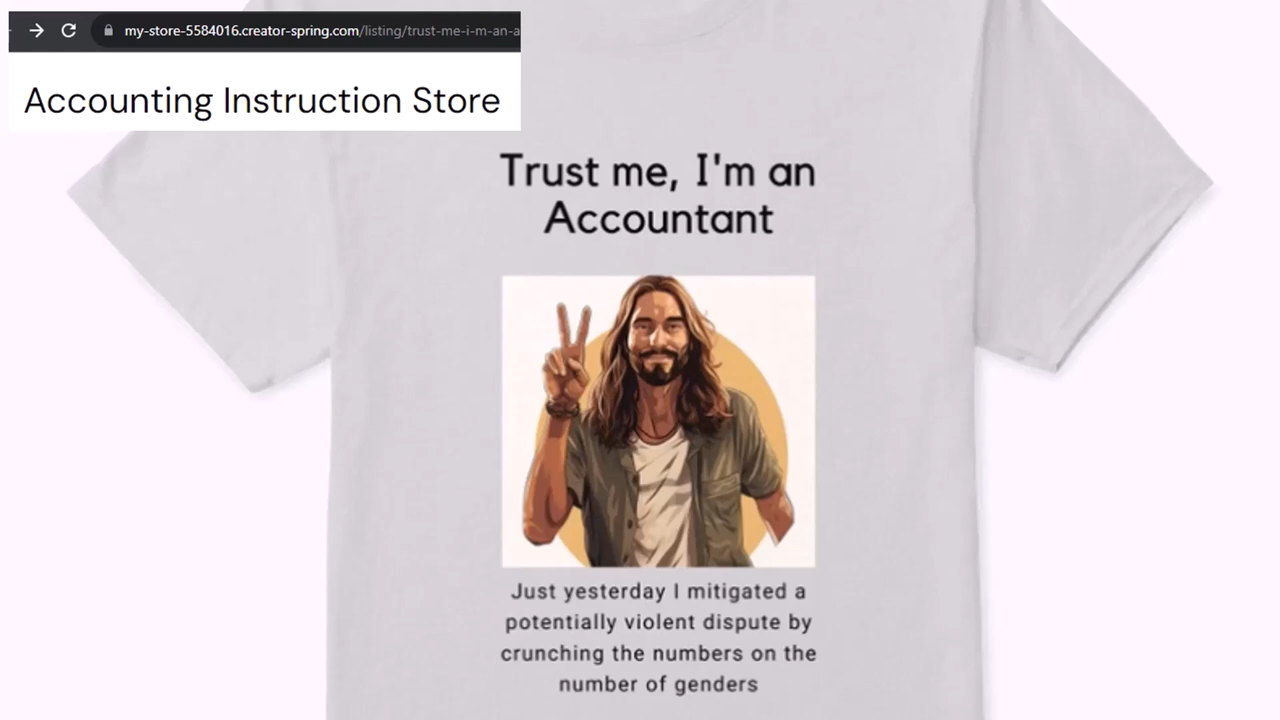 my-store-5584016.creator-spring.com/listing/trust-me-i-m-an-a
Accounting Instruction Store
Trust me, I'm an
Accountant
Just yesterday I mitigated a
potentially violent dispute by
crunching the numbers on the
number of genders